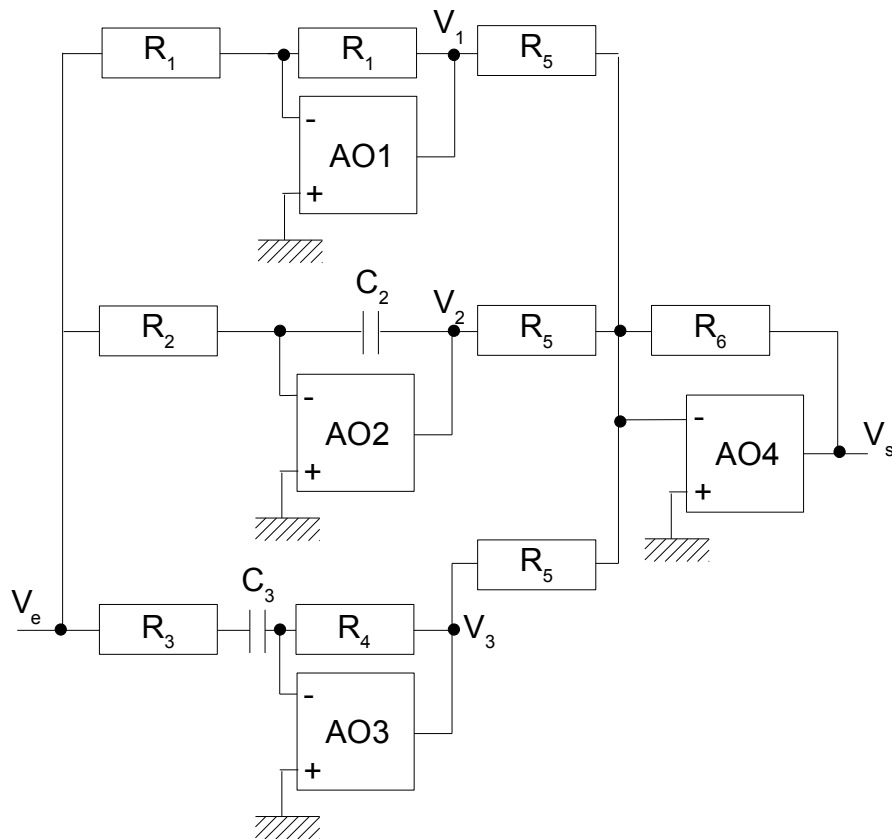 V₁
R₁ R₁ R₅
-
AO1
+
C₂ V₂
R₂ R₅ R₆
-
AO2
+
-
AO4
+
Vₛ
R₅
C₃
Vₑ
R₃ R₄ V₃
-
AO3
+